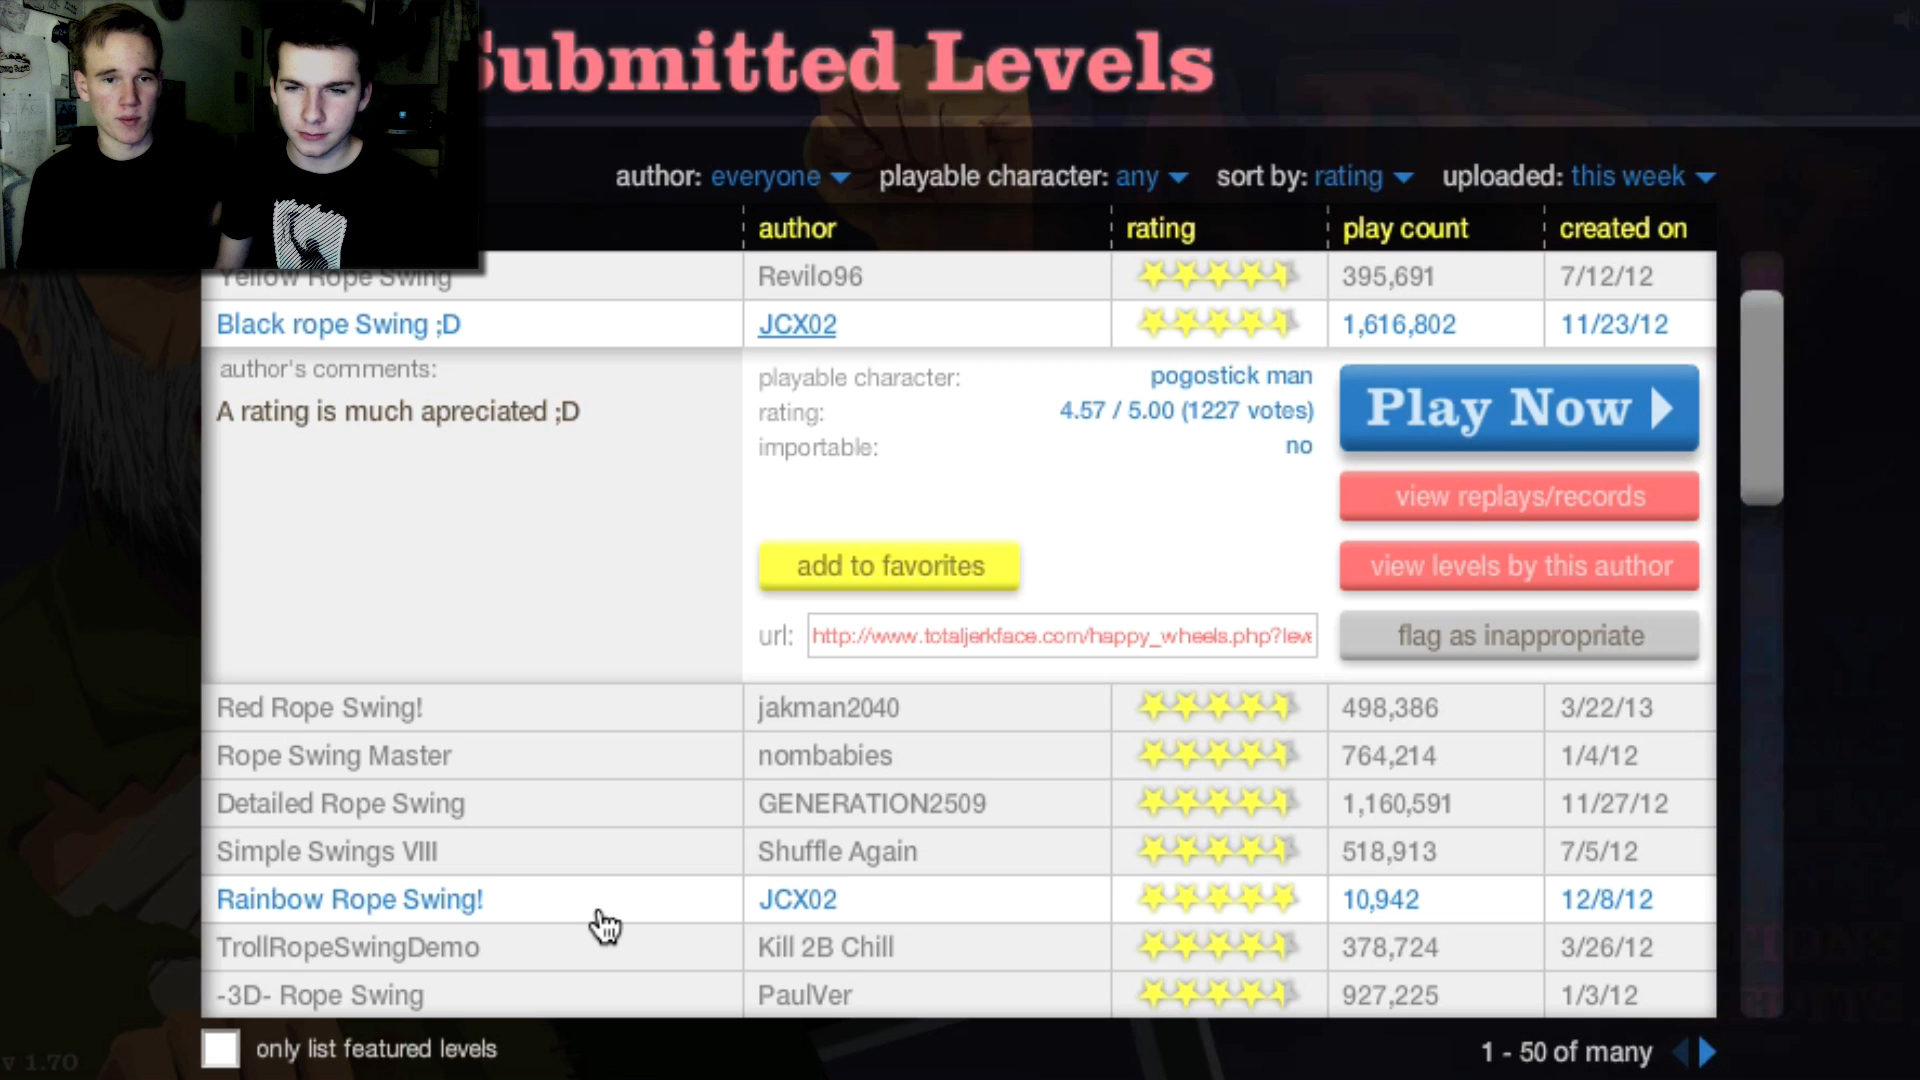 Submitted Levels
author: everyone playable character: any sort by: rating uploaded: this week
author rating play count created on
Yellow Rope Swing Revilo96 395,691 7/12/12
Black rope Swing ;D JCX02 1,616,802 11/23/12
author's comments:
A rating is much apreciated ;D
playable character: pogostick man
rating: 4.57 / 5.00 (1227 votes)
importable: no
Play Now
view replays/records
add to favorites
view levels by this author
url: http://www.totaljerkface.com/happy_wheels.php?leve
flag as inappropriate
Red Rope Swing! jakman2040 498,386 3/22/13
Rope Swing Master nombabies 764,214 1/4/12
Detailed Rope Swing GENERATION2509 1,160,591 11/27/12
Simple Swings VIII Shuffle Again 518,913 7/5/12
Rainbow Rope Swing! JCX02 10,942 12/8/12
TrollRopeSwingDemo Kill 2B Chill 378,724 3/26/12
-3D- Rope Swing PaulVer 927,225 1/3/12
only list featured levels
1 - 50 of many
v 1.70